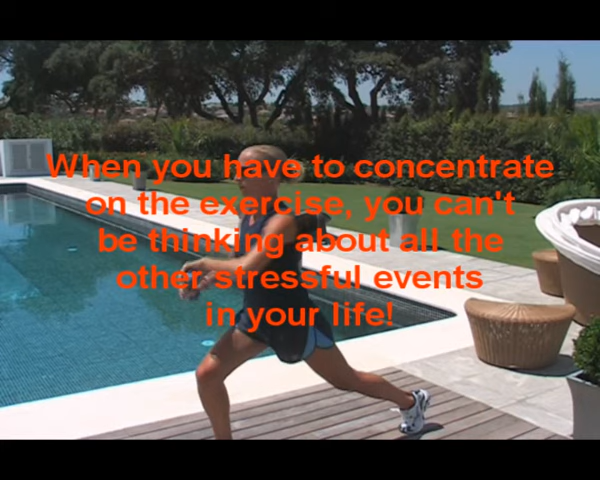 When you have to concentrate
on the exercise, you can't
be thinking about all the
other stressful events
in your life!